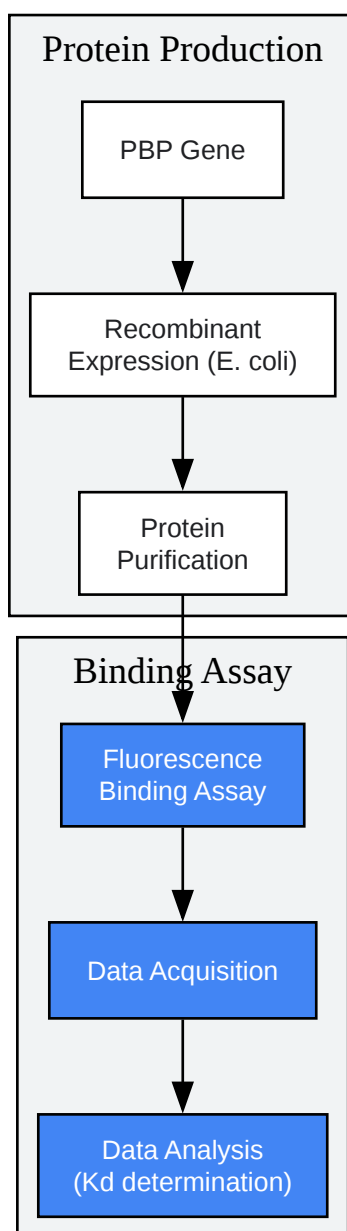 Protein Production
PBP Gene
Recombinant
Expression (E. coli)
Protein
Purification
Binding Assay
Fluorescence
Binding Assay
Data Acquisition
Data Analysis
(Kd determination)